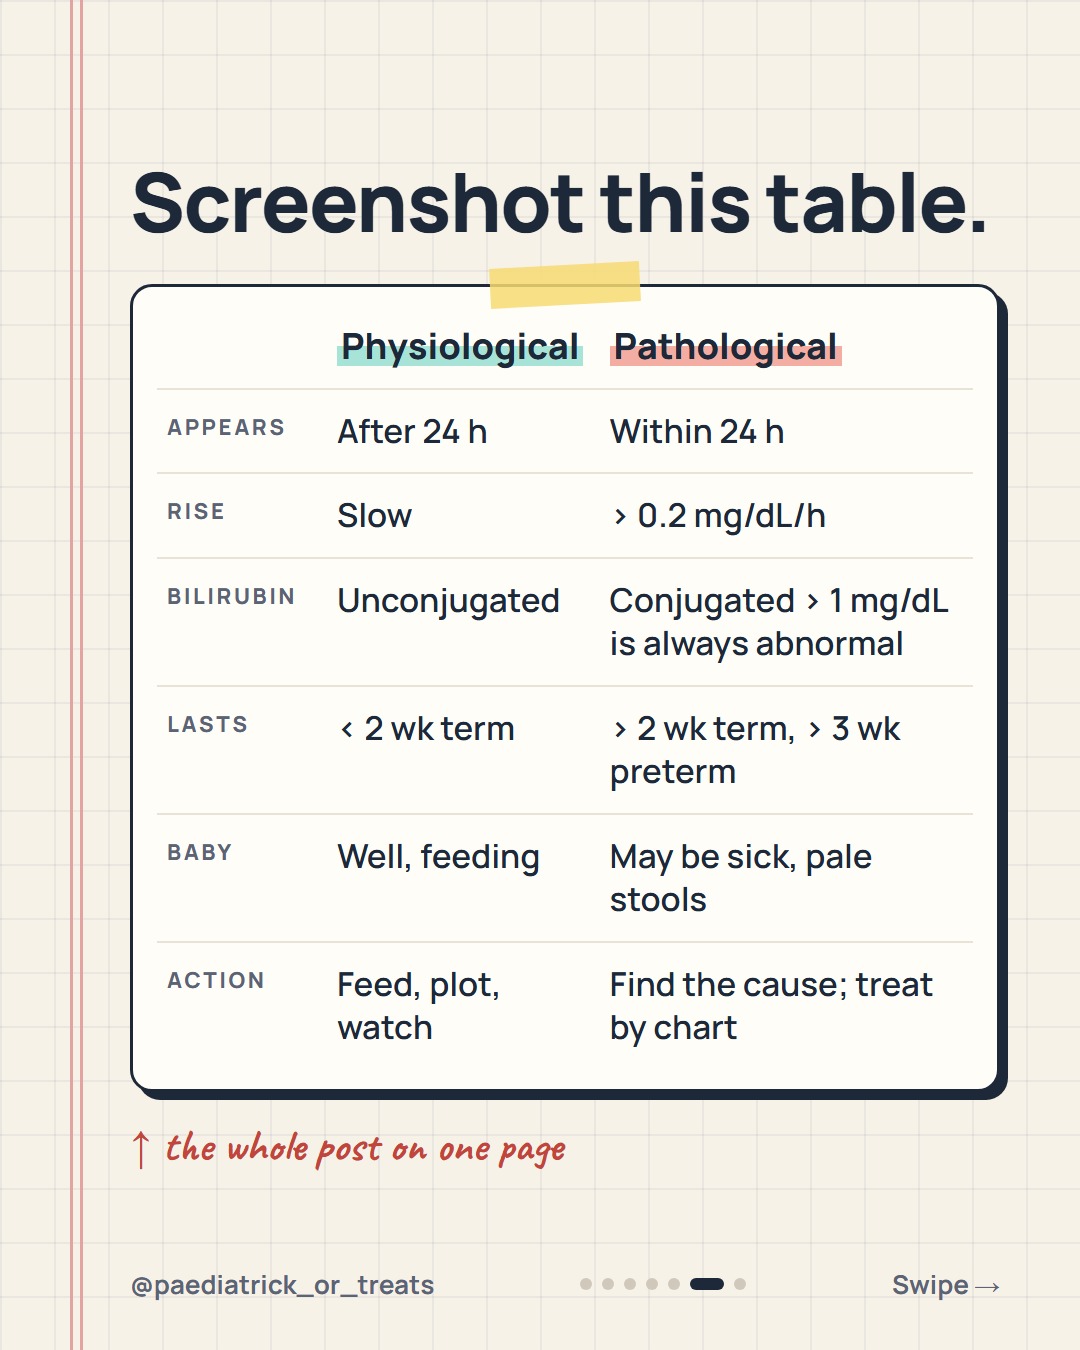 Screenshot this table.
Physiological Pathological
APPEARS After 24 h Within 24 h
RISE Slow > 0.2 mg/dL/h
BILIRUBIN Unconjugated Conjugated > 1 mg/dL
is always abnormal
LASTS < 2 wk term > 2 wk term, > 3 wk
preterm
BABY Well, feeding May be sick, pale
stools
ACTION Feed, plot, Find the cause; treat
watch by chart
↑ the whole post on one page
@paediatrick_or_treats Swipe →